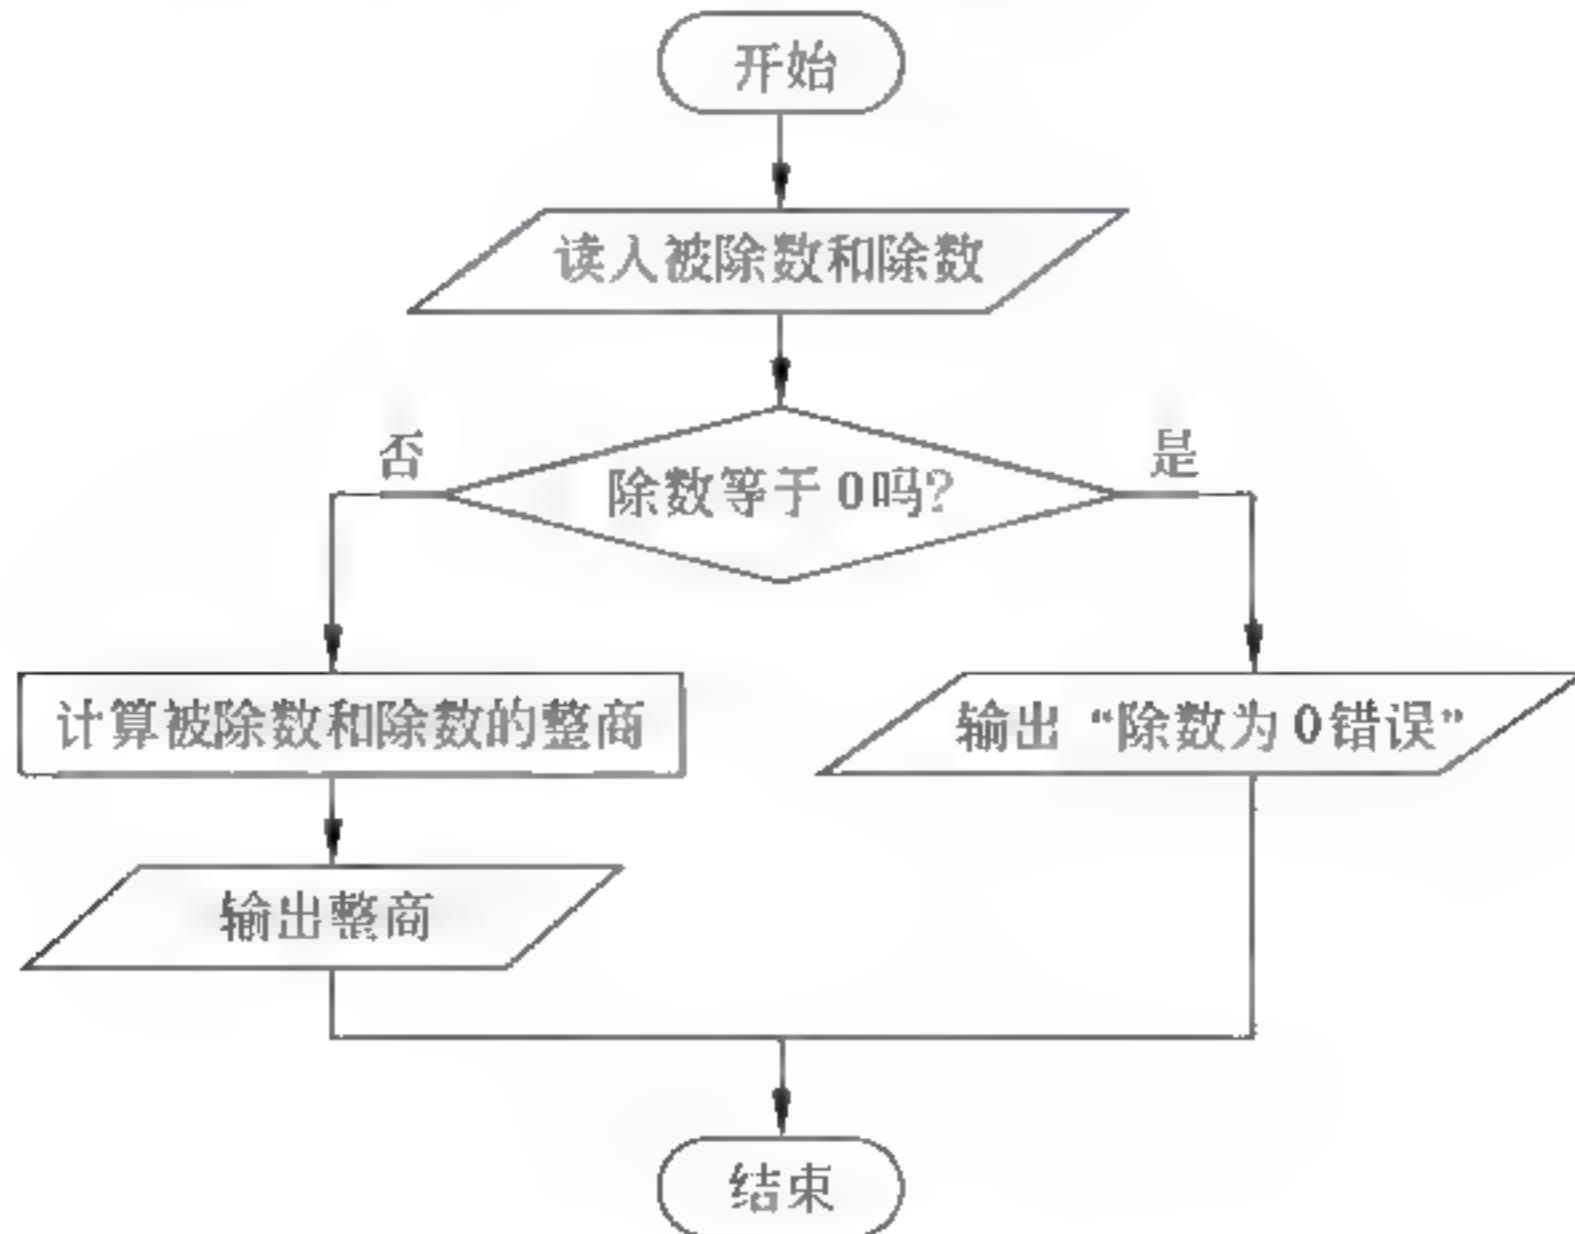 开始
读入被除数和除数
否
除数等于0吗?
是
计算被除数和除数的整商
输出“除数为0错误”
输出整商
结束